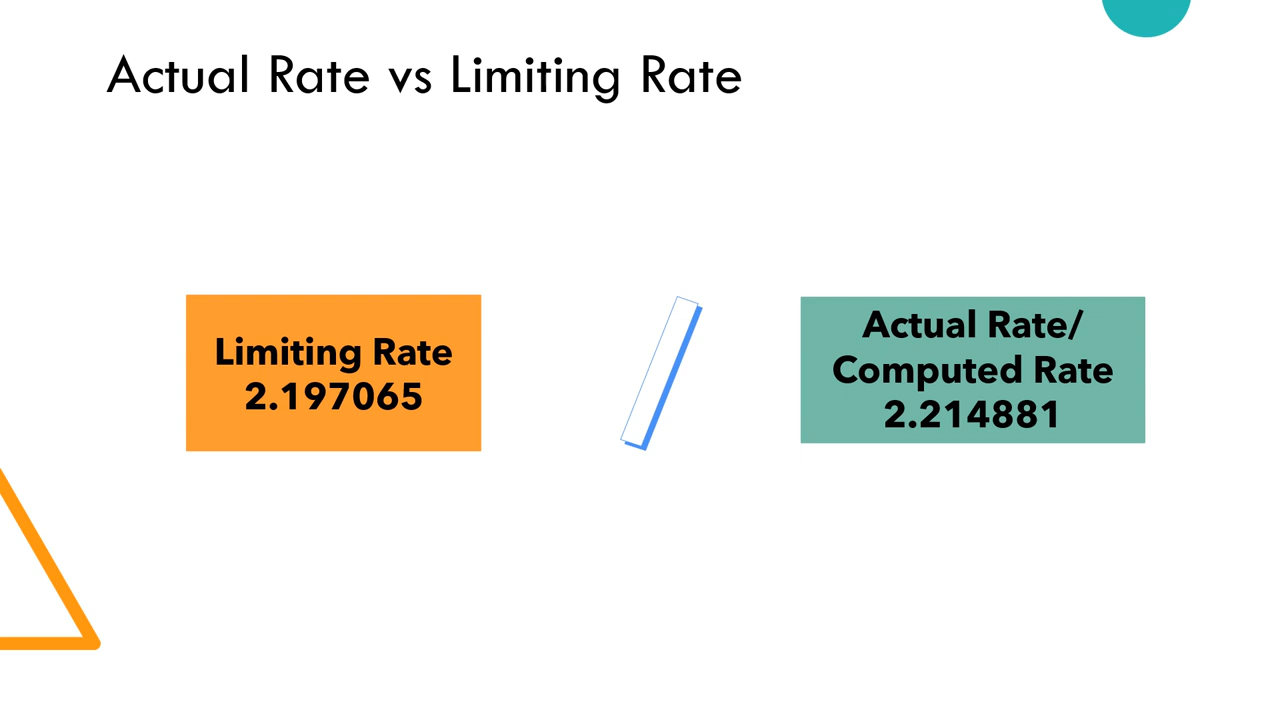 Actual Rate vs Limiting Rate
Limiting Rate
2.197065
Actual Rate/
Computed Rate
2.214881